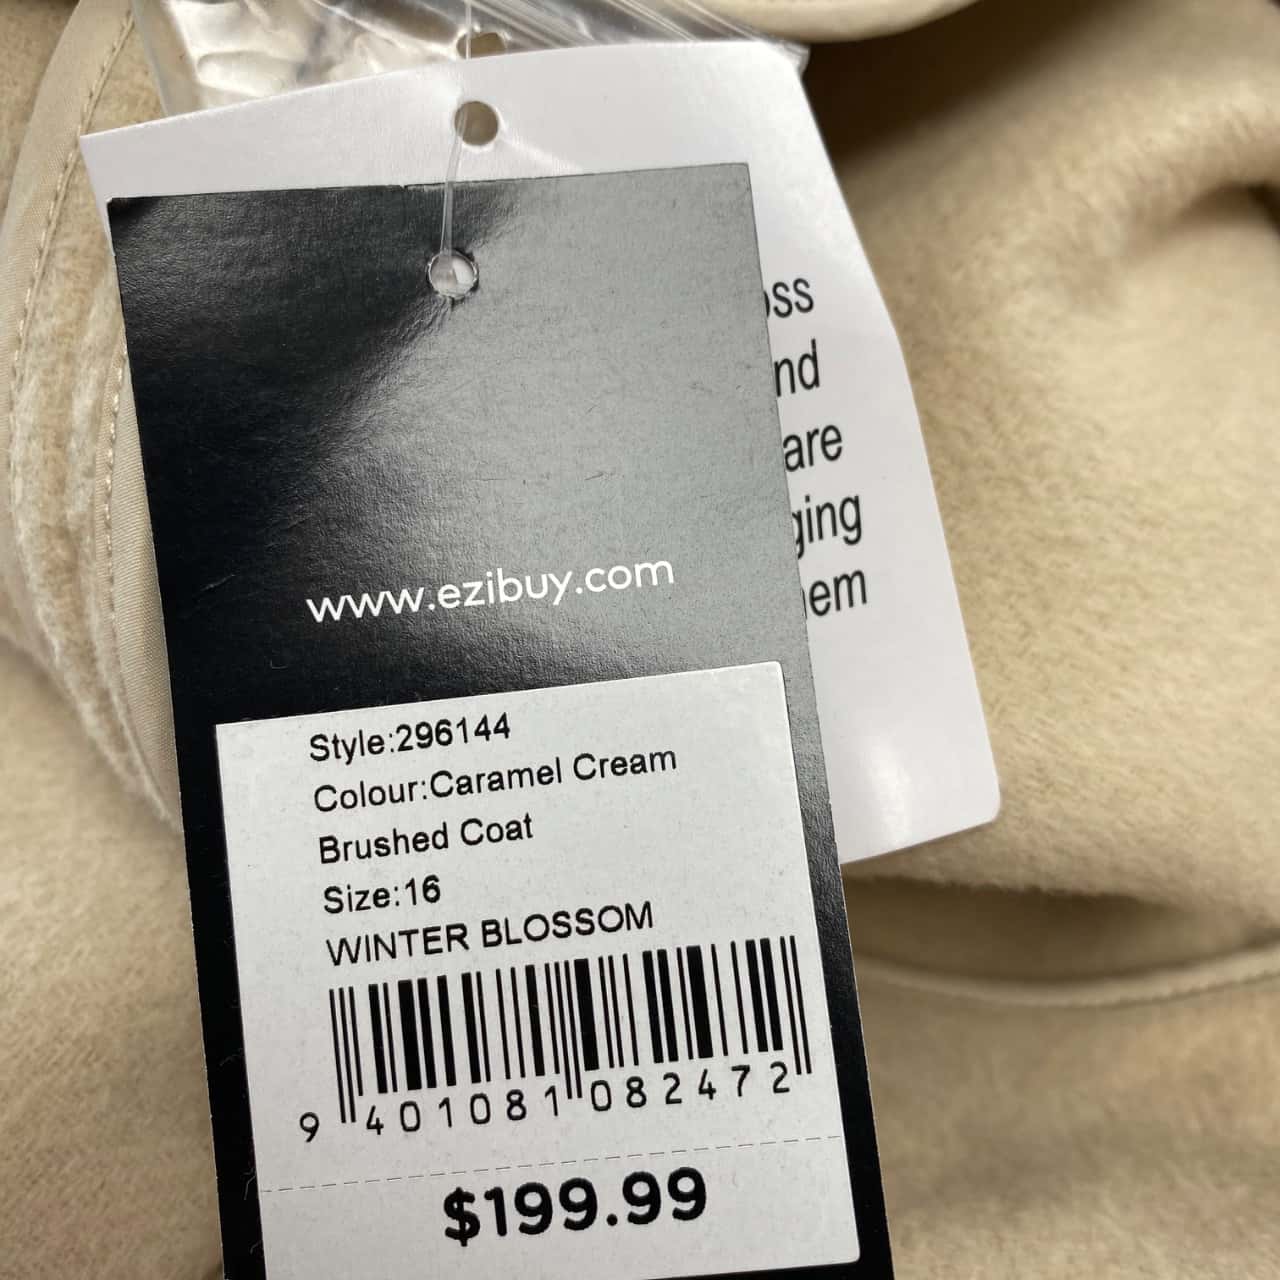 are
www.ezibuy.com
Style:296144
Colour:Caramel Cream
Brushed Coat
Size:16
WINTER BLOSSOM
9 401081 082472
$199.99